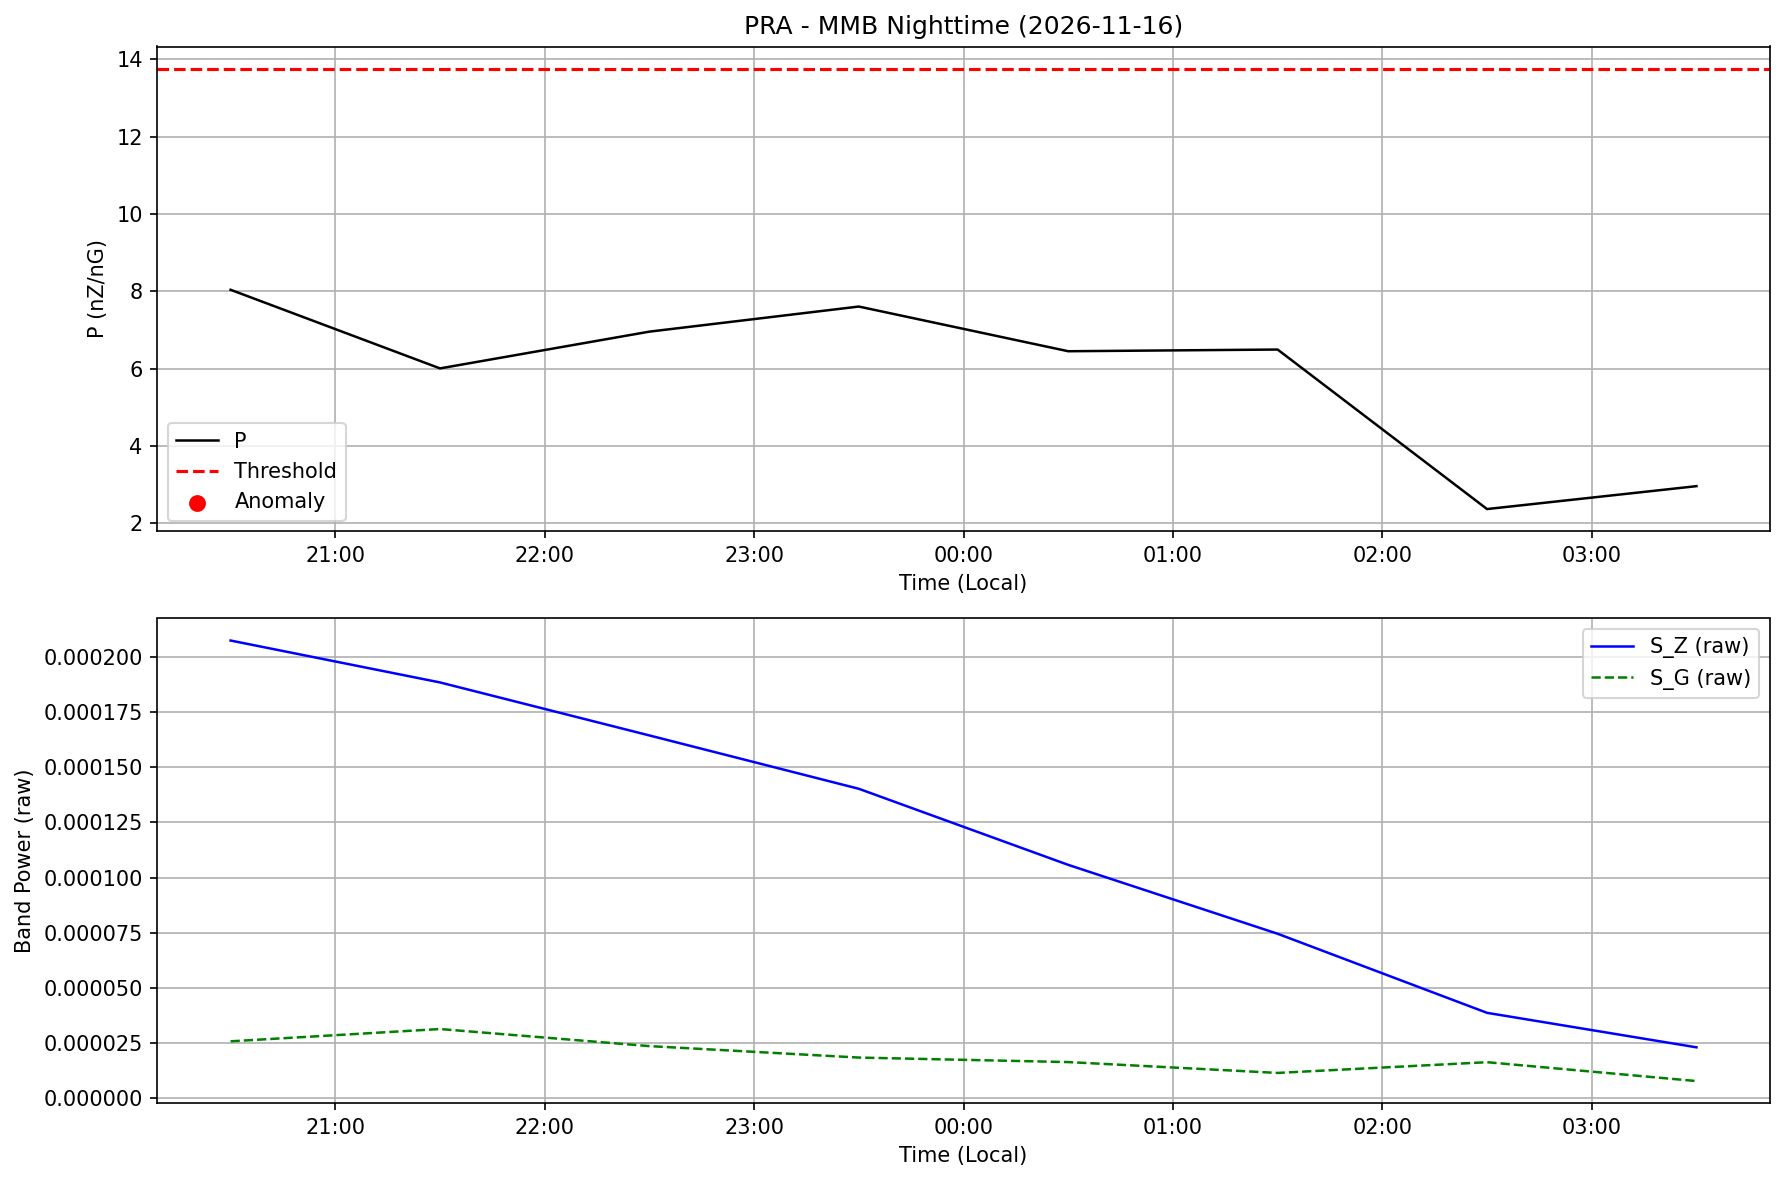 PRA - MMB Nighttime (2026-11-16)
14
12
10
8
6
4
2
P (nZ/nG)
P
Threshold
Anomaly
21:00 22:00 23:00 00:00 01:00 02:00 03:00
Time (Local)
0.000200
0.000175
0.000150
0.000125
0.000100
0.000075
0.000050
0.000025
0.000000
Band Power (raw)
S_Z (raw)
S_G (raw)
21:00 22:00 23:00 00:00 01:00 02:00 03:00
Time (Local)